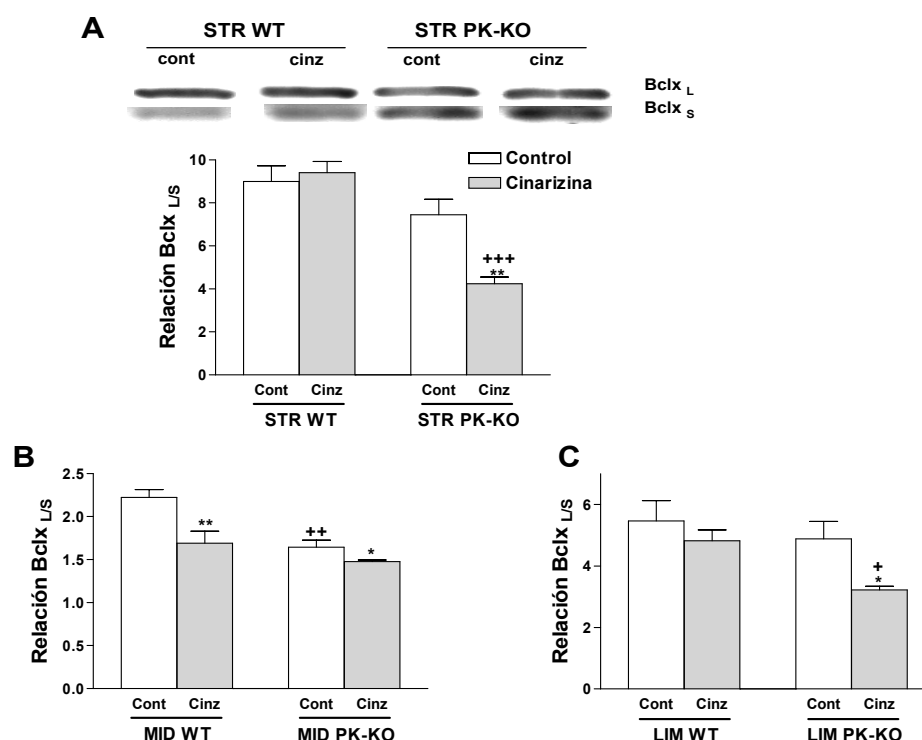 A
STR WT STR PK-KO
cont cinz cont cinz
Bclx L
Bclx S
Relación Bclx L/S
10
8
6
4
2
0
Control
Cinarizina
+++
**
Cont Cinz Cont Cinz
STR WT STR PK-KO
B
Relación Bclx L/S
2.5
2.0
1.5
1.0
0.5
0.0
**
++
*
Cont Cinz Cont Cinz
MID WT MID PK-KO
C
Relación Bclx L/S
6
4
2
0
+
*
Cont Cinz Cont Cinz
LIM WT LIM PK-KO